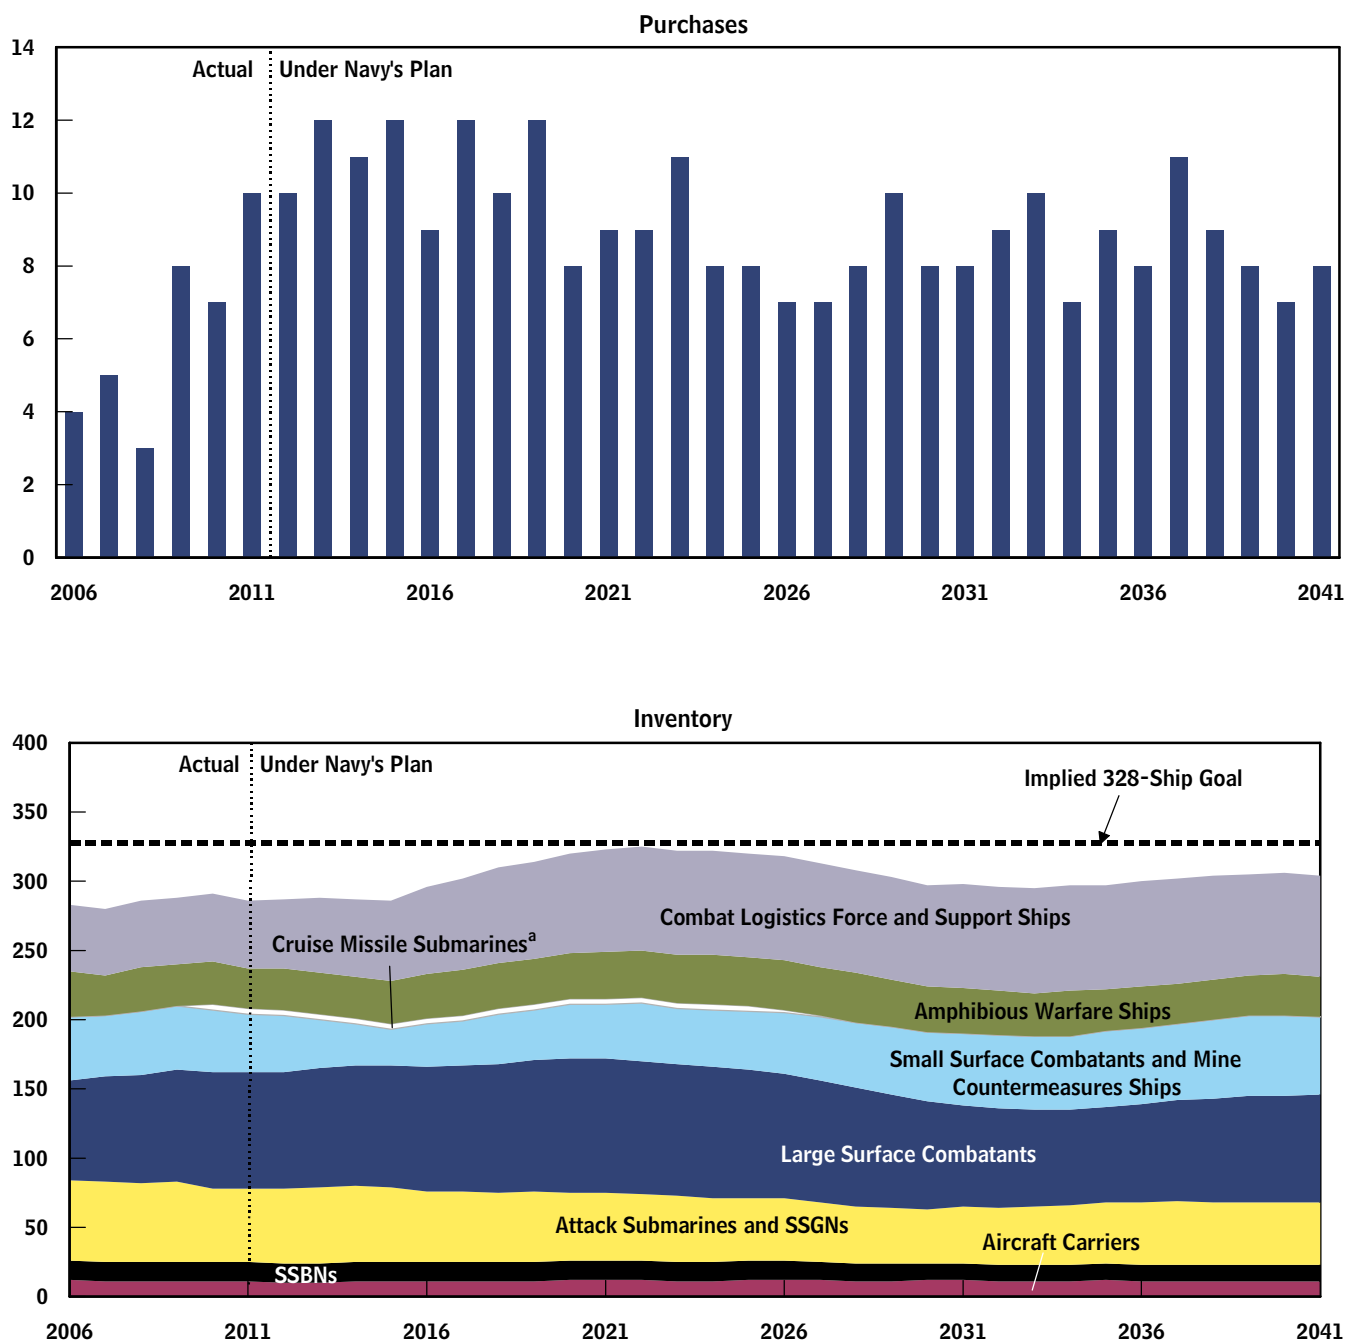 Purchases
14
12
10
8
6
4
2
0
Actual
Under Navy's Plan
2006 2011 2016 2021 2026 2031 2036 2041
Inventory
400
350
300
250
200
150
100
50
0
Actual
Under Navy's Plan
Implied 328-Ship Goal
Combat Logistics Force and Support Ships
Cruise Missile Submarinesᵃ
Amphibious Warfare Ships
Small Surface Combatants and Mine
Countermeasures Ships
Large Surface Combatants
Attack Submarines and SSGNs
Aircraft Carriers
SSBNs
2006 2011 2016 2021 2026 2031 2036 2041